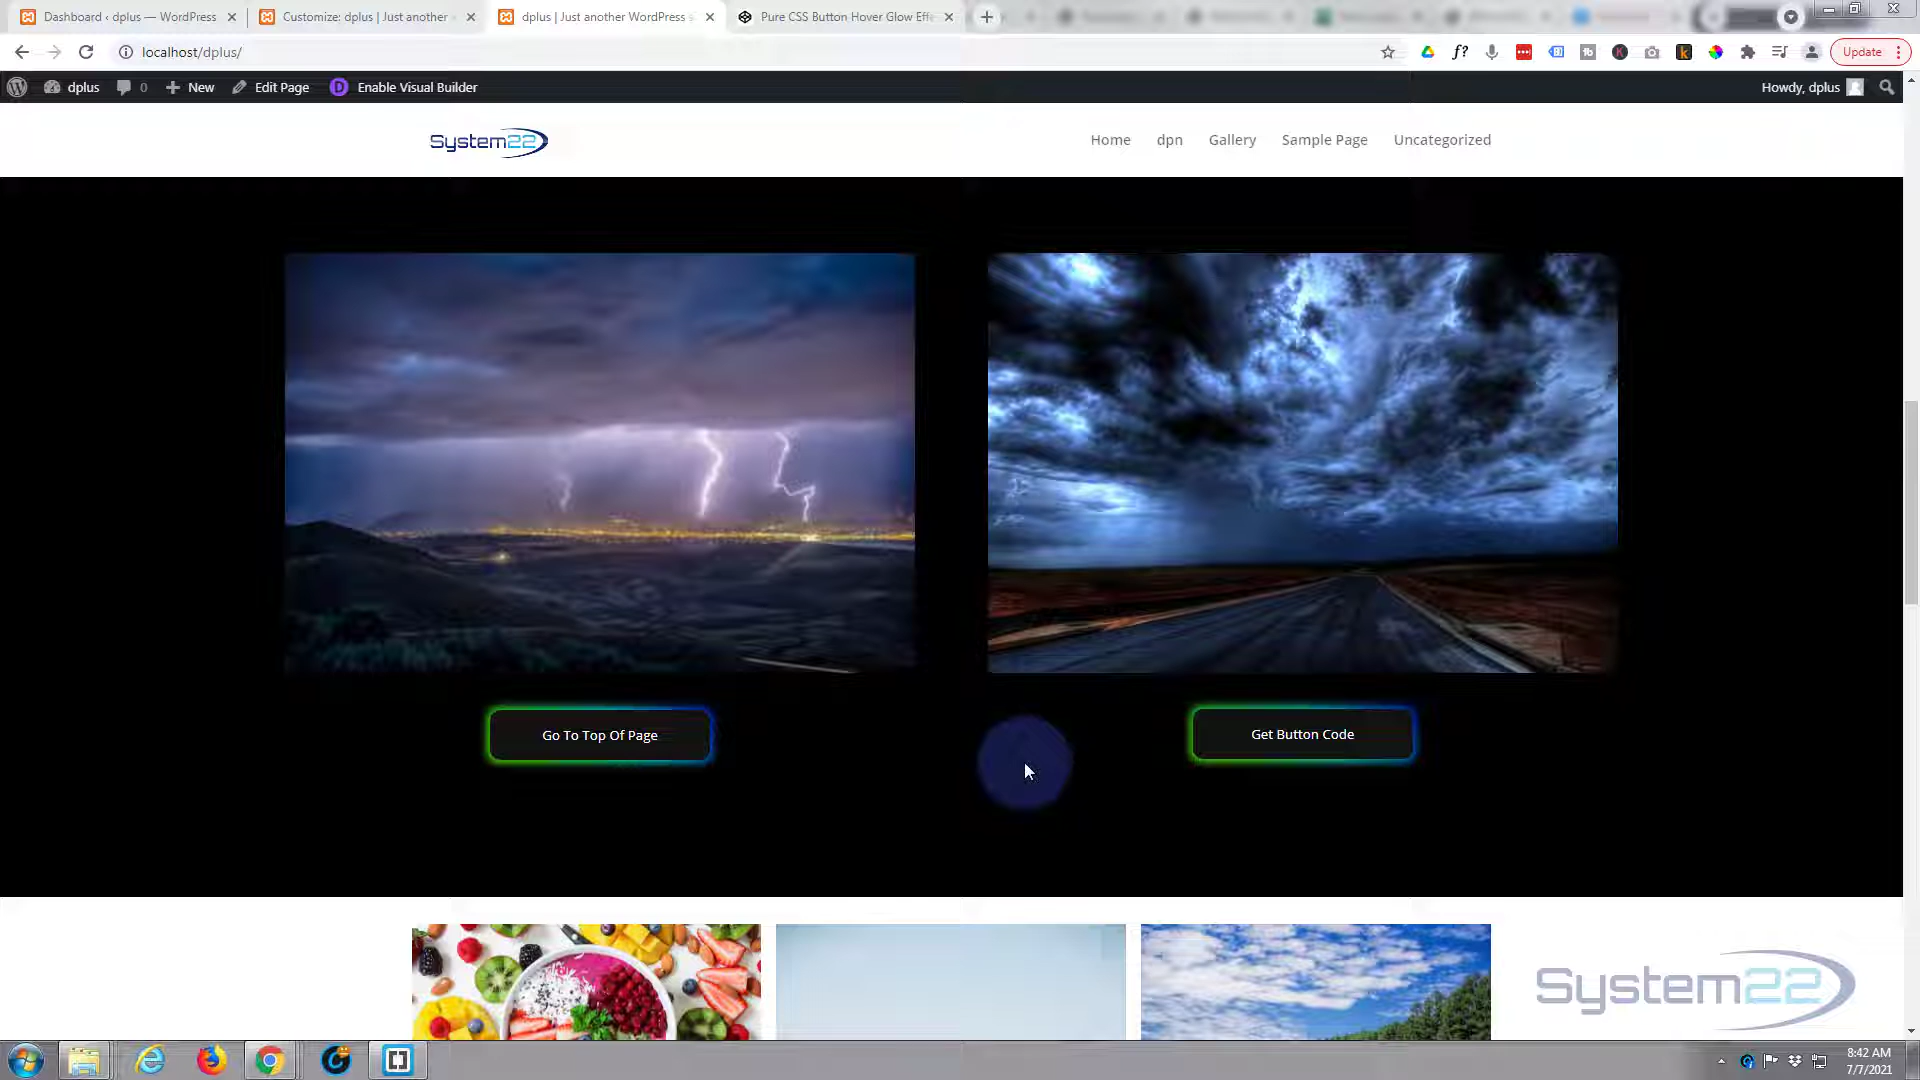 Dashboard ‹ dplus — WordPress
Customize: dplus | Just another
dplus | Just another WordPress s
Pure CSS Button Hover Glow Effe
localhost/dplus/
Update
dplus
0
New
Edit Page
Enable Visual Builder
Howdy, dplus
System22
Home
dpn
Gallery
Sample Page
Uncategorized
Go To Top Of Page
Get Button Code
System22
8:42 AM
7/7/2021